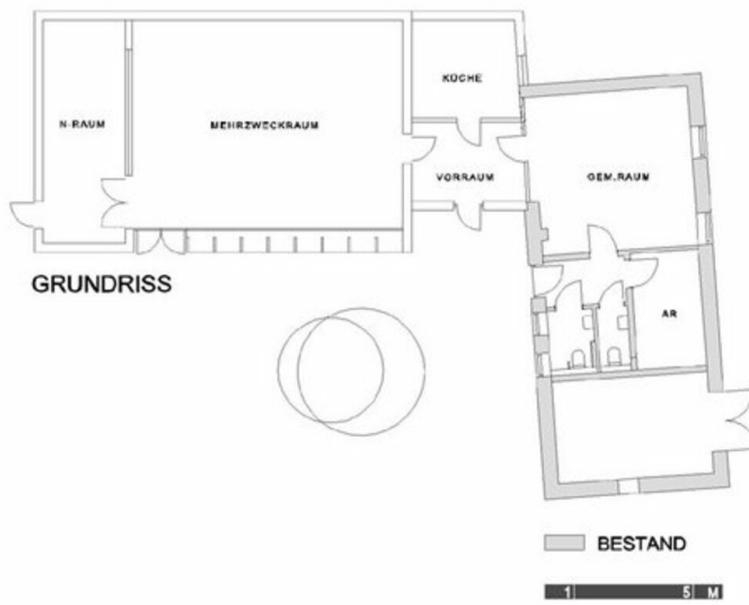 KÜCHE
N-RAUM
MEHRZWECKRAUM
VORRAUM
GEM.RAUM
GRUNDRISS
AR
BESTAND
1 5 M